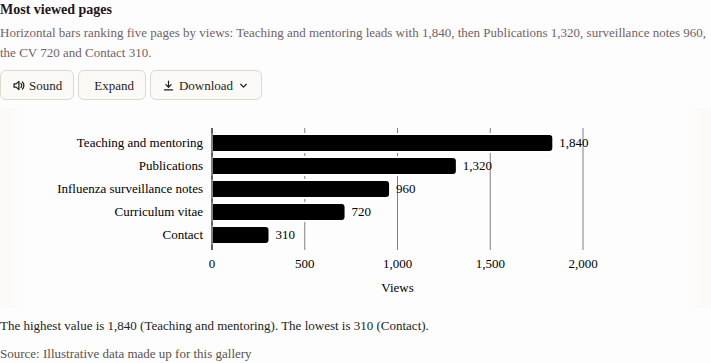 Most viewed pages
Horizontal bars ranking five pages by views: Teaching and mentoring leads with 1,840, then Publications 1,320, surveillance notes 960,
the CV 720 and Contact 310.
Sound Expand Download
Teaching and mentoring 1,840
Publications 1,320
Influenza surveillance notes 960
Curriculum vitae 720
Contact 310
0 500 1,000 1,500 2,000
Views
The highest value is 1,840 (Teaching and mentoring). The lowest is 310 (Contact).
Source: Illustrative data made up for this gallery